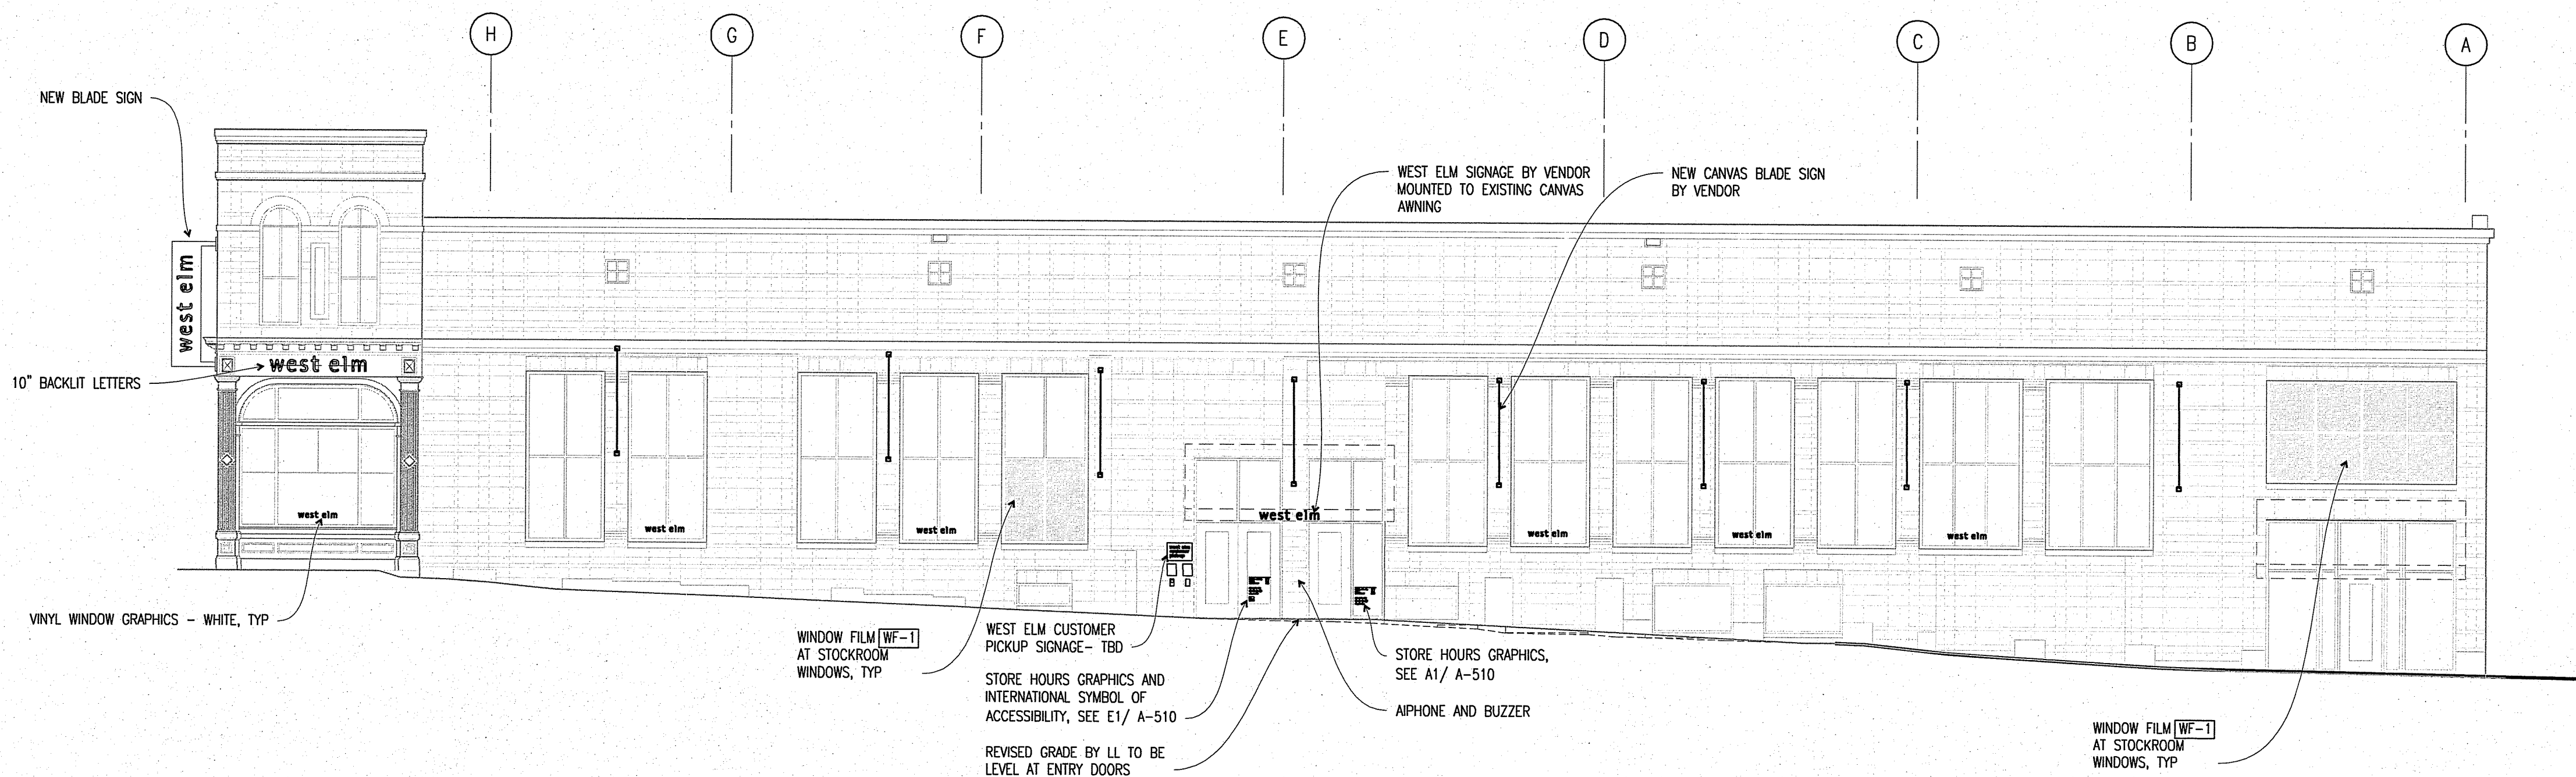 H
G
F
E
D
C
B
A
NEW BLADE SIGN
WEST ELM SIGNAGE BY VENDOR
MOUNTED TO EXISTING CANVAS
AWNING
NEW CANVAS BLADE SIGN
BY VENDOR
west elm
west elm
10" BACKLIT LETTERS
west elm
west elm
west elm
west elm
west elm
west elm
west elm
VINYL WINDOW GRAPHICS - WHITE, TYP
WINDOW FILM WF-1
AT STOCKROOM
WINDOWS, TYP
WEST ELM CUSTOMER
PICKUP SIGNAGE- TBD
STORE HOURS GRAPHICS AND
INTERNATIONAL SYMBOL OF
ACCESSIBILITY, SEE E1/ A-510
REVISED GRADE BY LL TO BE
LEVEL AT ENTRY DOORS
STORE HOURS GRAPHICS,
SEE A1/ A-510
AIPHONE AND BUZZER
WINDOW FILM WF-1
AT STOCKROOM
WINDOWS, TYP